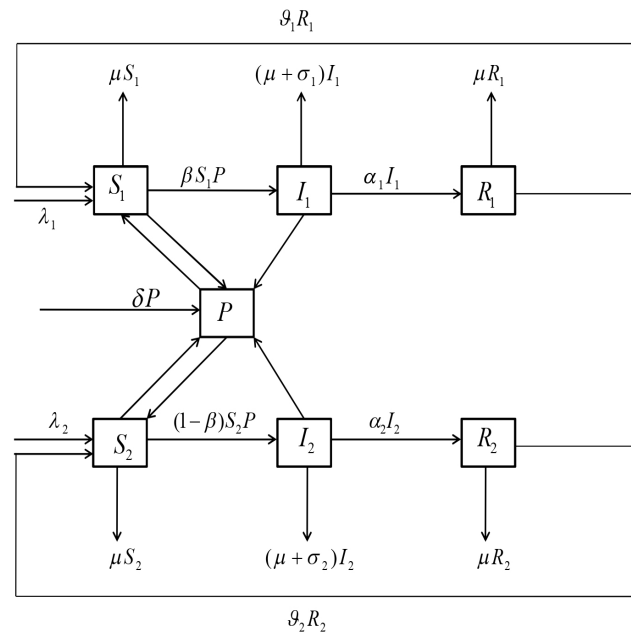 ϑ₁R₁
μS₁ (μ + σ₁)I₁ μR₁
S₁ βS₁P I₁ α₁I₁ R₁
λ₁
δP P
λ₂ S₂ (1−β)S₂P I₂ α₂I₂ R₂
μS₂ (μ + σ₂)I₂ μR₂
ϑ₂R₂